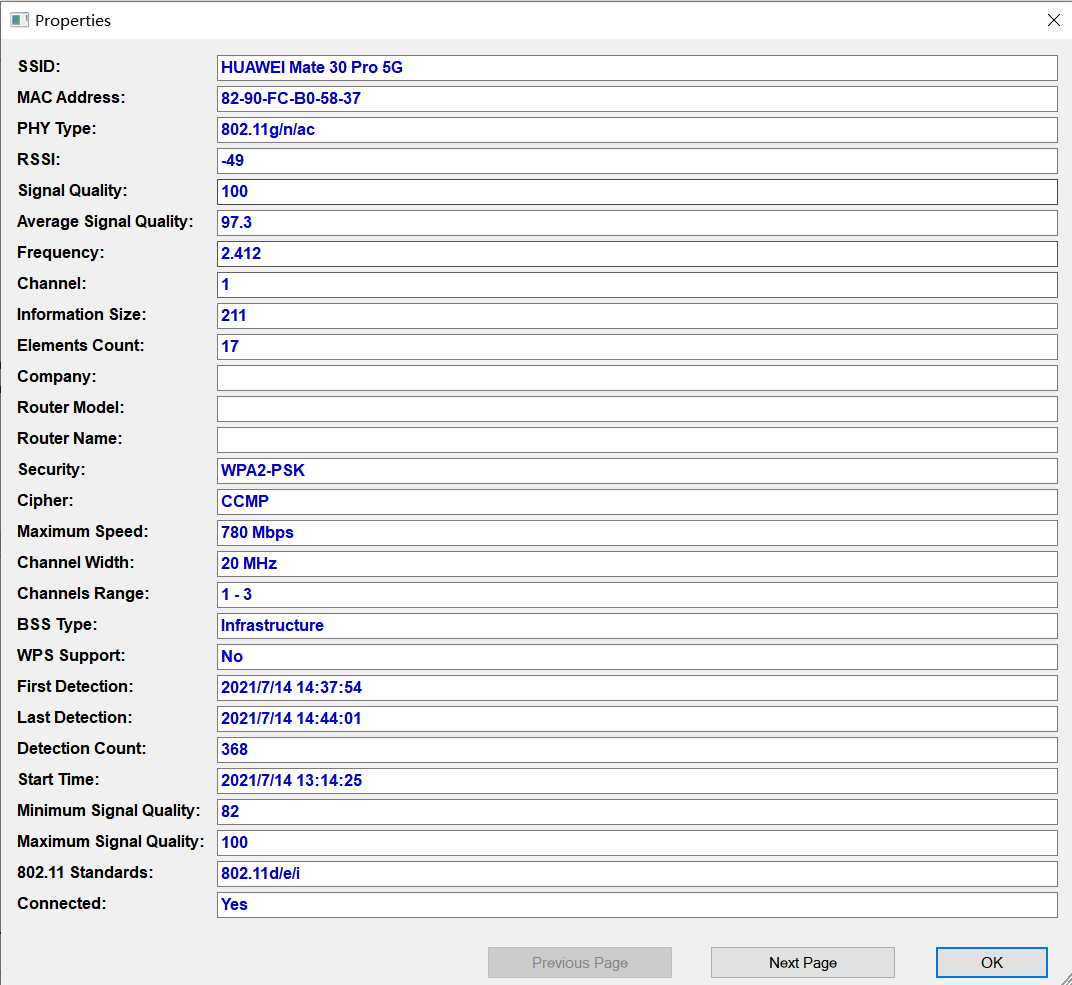 Properties
SSID: HUAWEI Mate 30 Pro 5G
MAC Address: 82-90-FC-B0-58-37
PHY Type: 802.11g/n/ac
RSSI: -49
Signal Quality: 100
Average Signal Quality: 97.3
Frequency: 2.412
Channel: 1
Information Size: 211
Elements Count: 17
Company:
Router Model:
Router Name:
Security: WPA2-PSK
Cipher: CCMP
Maximum Speed: 780 Mbps
Channel Width: 20 MHz
Channels Range: 1 - 3
BSS Type: Infrastructure
WPS Support: No
First Detection: 2021/7/14 14:37:54
Last Detection: 2021/7/14 14:44:01
Detection Count: 368
Start Time: 2021/7/14 13:14:25
Minimum Signal Quality: 82
Maximum Signal Quality: 100
802.11 Standards: 802.11d/e/i
Connected: Yes
Previous Page Next Page OK